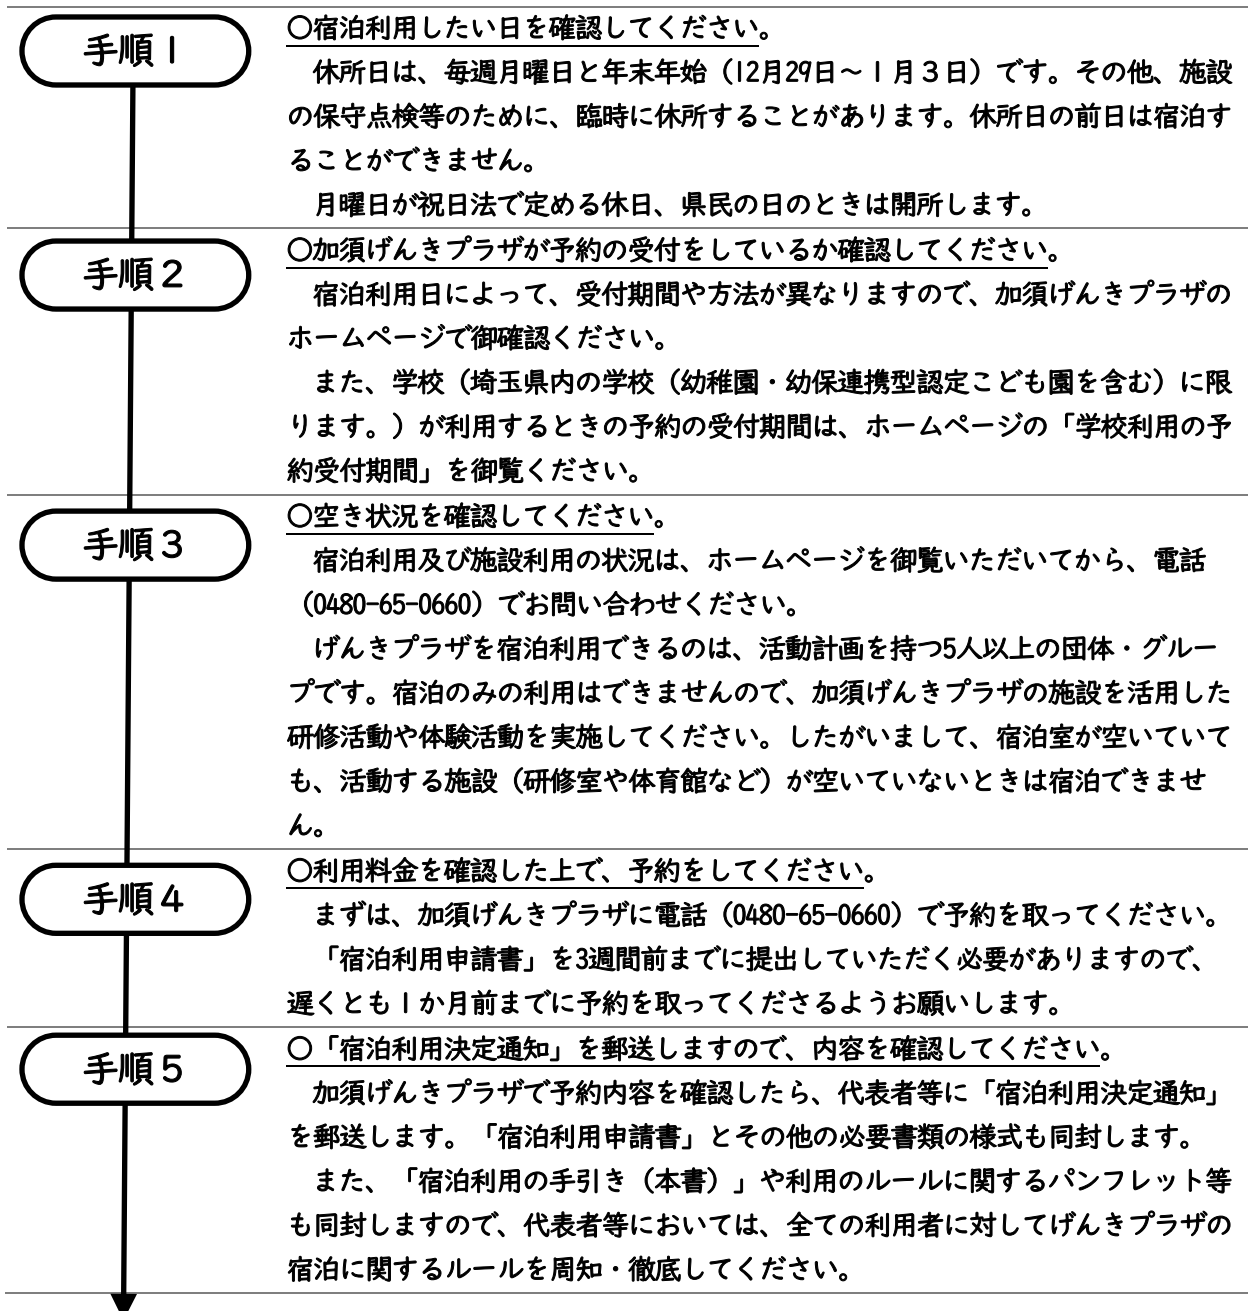 手順１
○宿泊利用したい日を確認してください。
休所日は、毎週月曜日と年末年始（12月29日～１月３日）です。その他、施設
の保守点検等のために、臨時に休所することがあります。休所日の前日は宿泊す
ることができません。
月曜日が祝日法で定める休日、県民の日のときは開所します。
手順２
○加須げんきプラザが予約の受付をしているか確認してください。
宿泊利用日によって、受付期間や方法が異なりますので、加須げんきプラザの
ホームページで御確認ください。
また、学校（埼玉県内の学校（幼稚園・幼保連携型認定こども園を含む）に限
ります。）が利用するときの予約の受付期間は、ホームページの「学校利用の予
約受付期間」を御覧ください。
手順３
○空き状況を確認してください。
宿泊利用及び施設利用の状況は、ホームページを御覧いただいてから、電話
（0480-65-0660）でお問い合わせください。
げんきプラザを宿泊利用できるのは、活動計画を持つ5人以上の団体・グルー
プです。宿泊のみの利用はできませんので、加須げんきプラザの施設を活用した
研修活動や体験活動を実施してください。したがいまして、宿泊室が空いていて
も、活動する施設（研修室や体育館など）が空いていないときは宿泊できませ
ん。
手順４
○利用料金を確認した上で、予約をしてください。
まずは、加須げんきプラザに電話（0480-65-0660）で予約を取ってください。
「宿泊利用申請書」を3週間前までに提出していただく必要がありますので、
遅くとも１か月前までに予約を取ってくださるようお願いします。
手順５
○「宿泊利用決定通知」を郵送しますので、内容を確認してください。
加須げんきプラザで予約内容を確認したら、代表者等に「宿泊利用決定通知」
を郵送します。「宿泊利用申請書」とその他の必要書類の様式も同封します。
また、「宿泊利用の手引き（本書）」や利用のルールに関するパンフレット等
も同封しますので、代表者等においては、全ての利用者に対してげんきプラザの
宿泊に関するルールを周知・徹底してください。